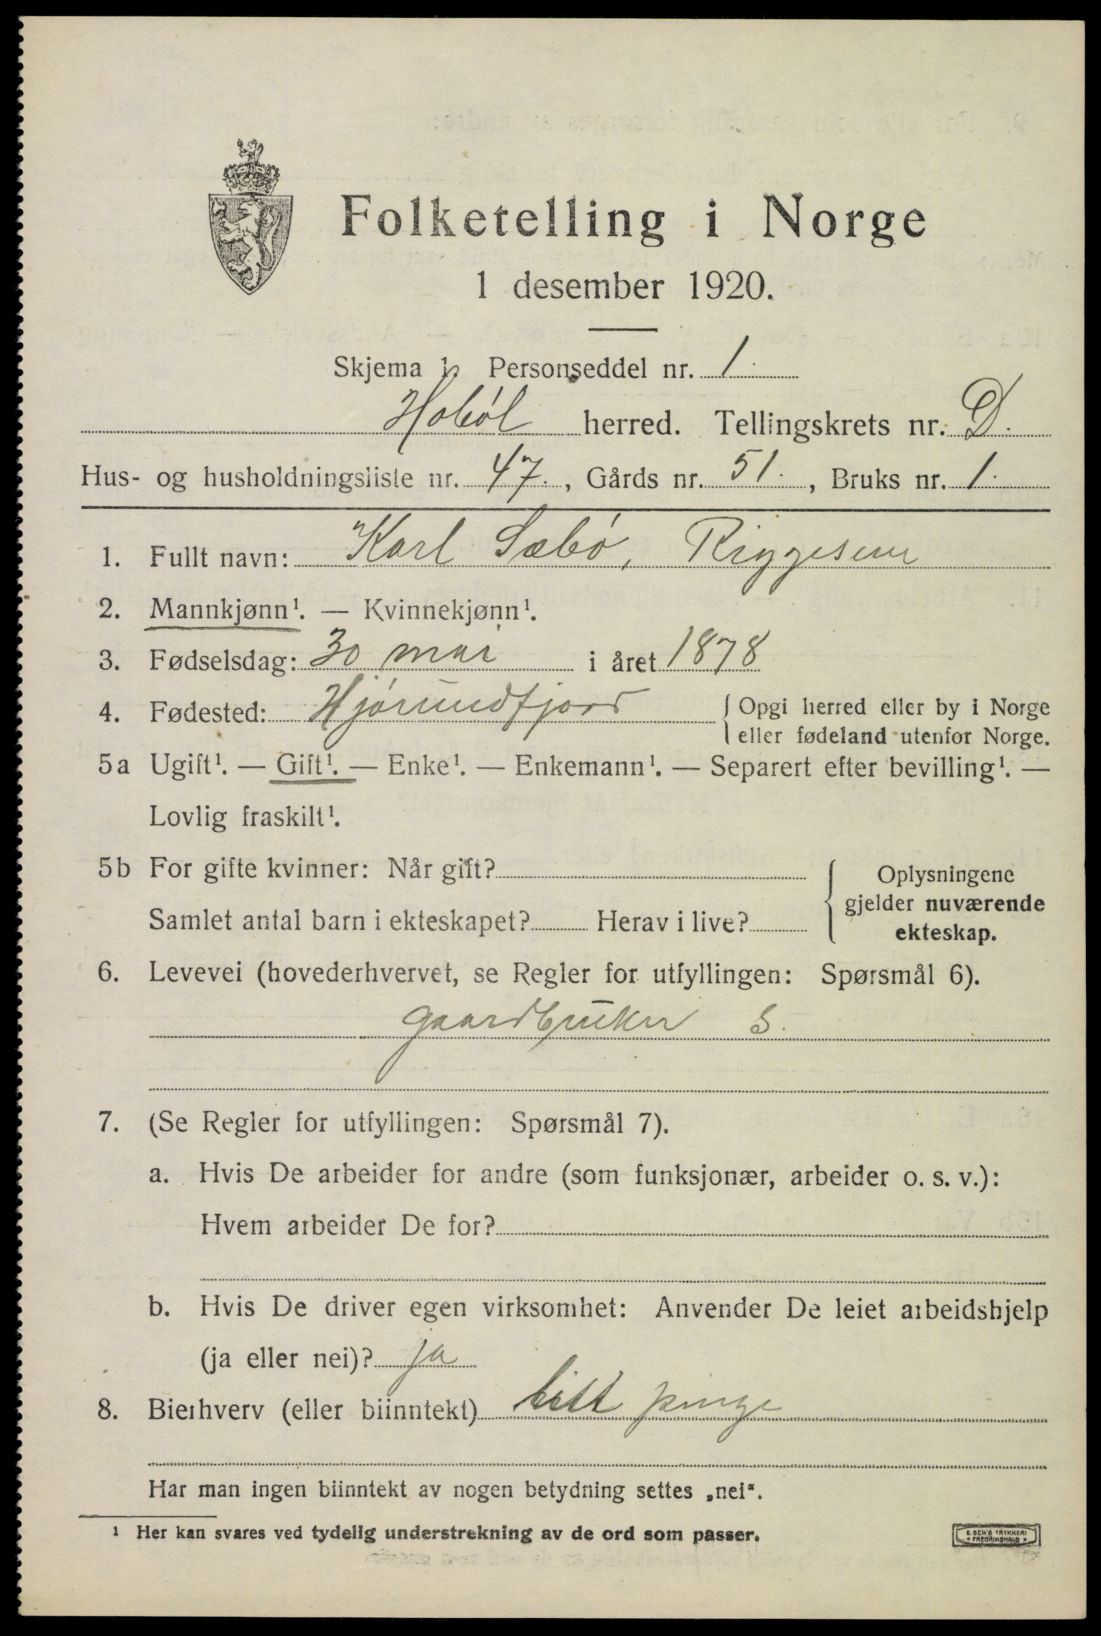 Folketelling i Norge
1 desember 1920.
Skjema 1. Personseddel nr. 1.
Hobøl herred. Tellingskrets nr. D.
Hus- og husholdningsliste nr. 47., Gårds nr. 51., Bruks nr. 1.
1. Fullt navn: Karl Sæbø,
2. Mannkjønn¹. — Kvinnekjønn¹.
3. Fødselsdag: 30 mai i året 1878
4. Fødested: Hjørundfjord { Opgi herred eller by i Norge
eller fødeland utenfor Norge.
5a Ugift¹. — Gift¹. — Enke¹. — Enkemann¹. — Separert efter bevilling¹. —
Lovlig fraskilt¹.
5b For gifte kvinner: Når gift?
Samlet antal barn i ekteskapet? Herav i live?
{ Oplysningene
gjelder nuværende
ekteskap.
6. Levevei (hovederhvervet, se Regler for utfyllingen: Spørsmål 6).
gaardbruker S.
7. (Se Regler for utfyllingen: Spørsmål 7).
a. Hvis De arbeider for andre (som funksjonær, arbeider o. s. v.):
Hvem arbeider De for?
b. Hvis De driver egen virksomhet: Anvender De leiet arbeidshjelp
(ja eller nei)? ja
8. Bierhverv (eller biinntekt)
Har man ingen biinntekt av nogen betydning settes „nei“.
¹ Her kan svares ved tydelig understrekning av de ord som passer.
E. SEM'S TRYKKERI
• FREDRIKSHALD •